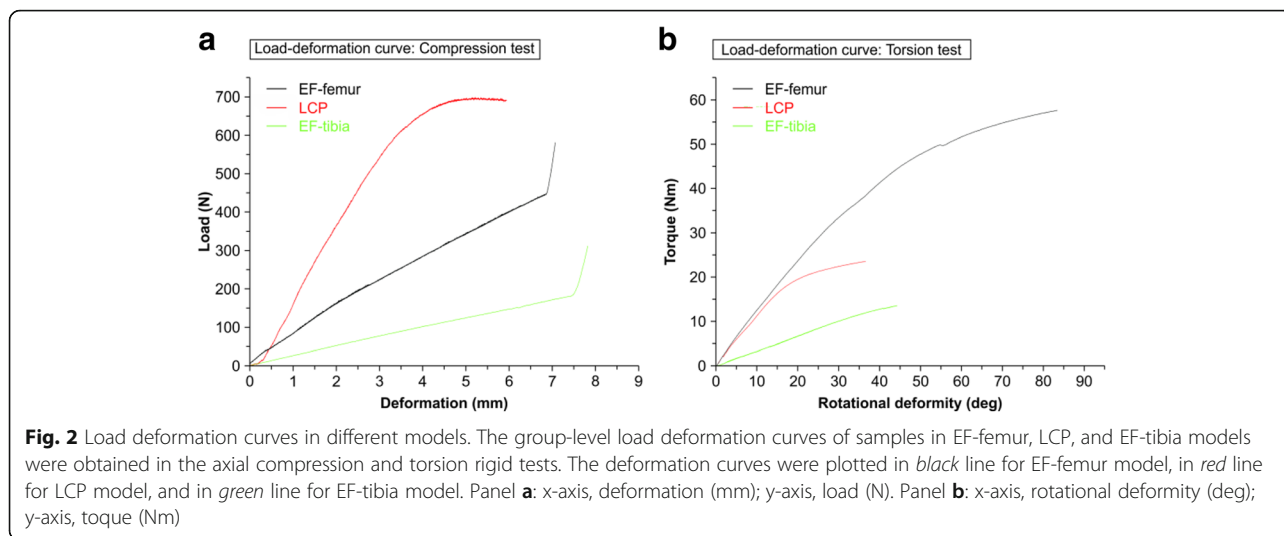 a
Load-deformation curve: Compression test
EF-femur
LCP
EF-tibia
700
600
500
400
300
200
100
0
Load (N)
0 1 2 3 4 5 6 7 8 9
Deformation (mm)
b
Load-deformation curve: Torsion test
EF-femur
LCP
EF-tibia
60
50
40
30
20
10
0
Torque (Nm)
0 10 20 30 40 50 60 70 80 90
Rotational deformity (deg)
Fig. 2 Load deformation curves in different models. The group-level load deformation curves of samples in EF-femur, LCP, and EF-tibia models
were obtained in the axial compression and torsion rigid tests. The deformation curves were plotted in black line for EF-femur model, in red line
for LCP model, and in green line for EF-tibia model. Panel a: x-axis, deformation (mm); y-axis, load (N). Panel b: x-axis, rotational deformity (deg);
y-axis, toque (Nm)